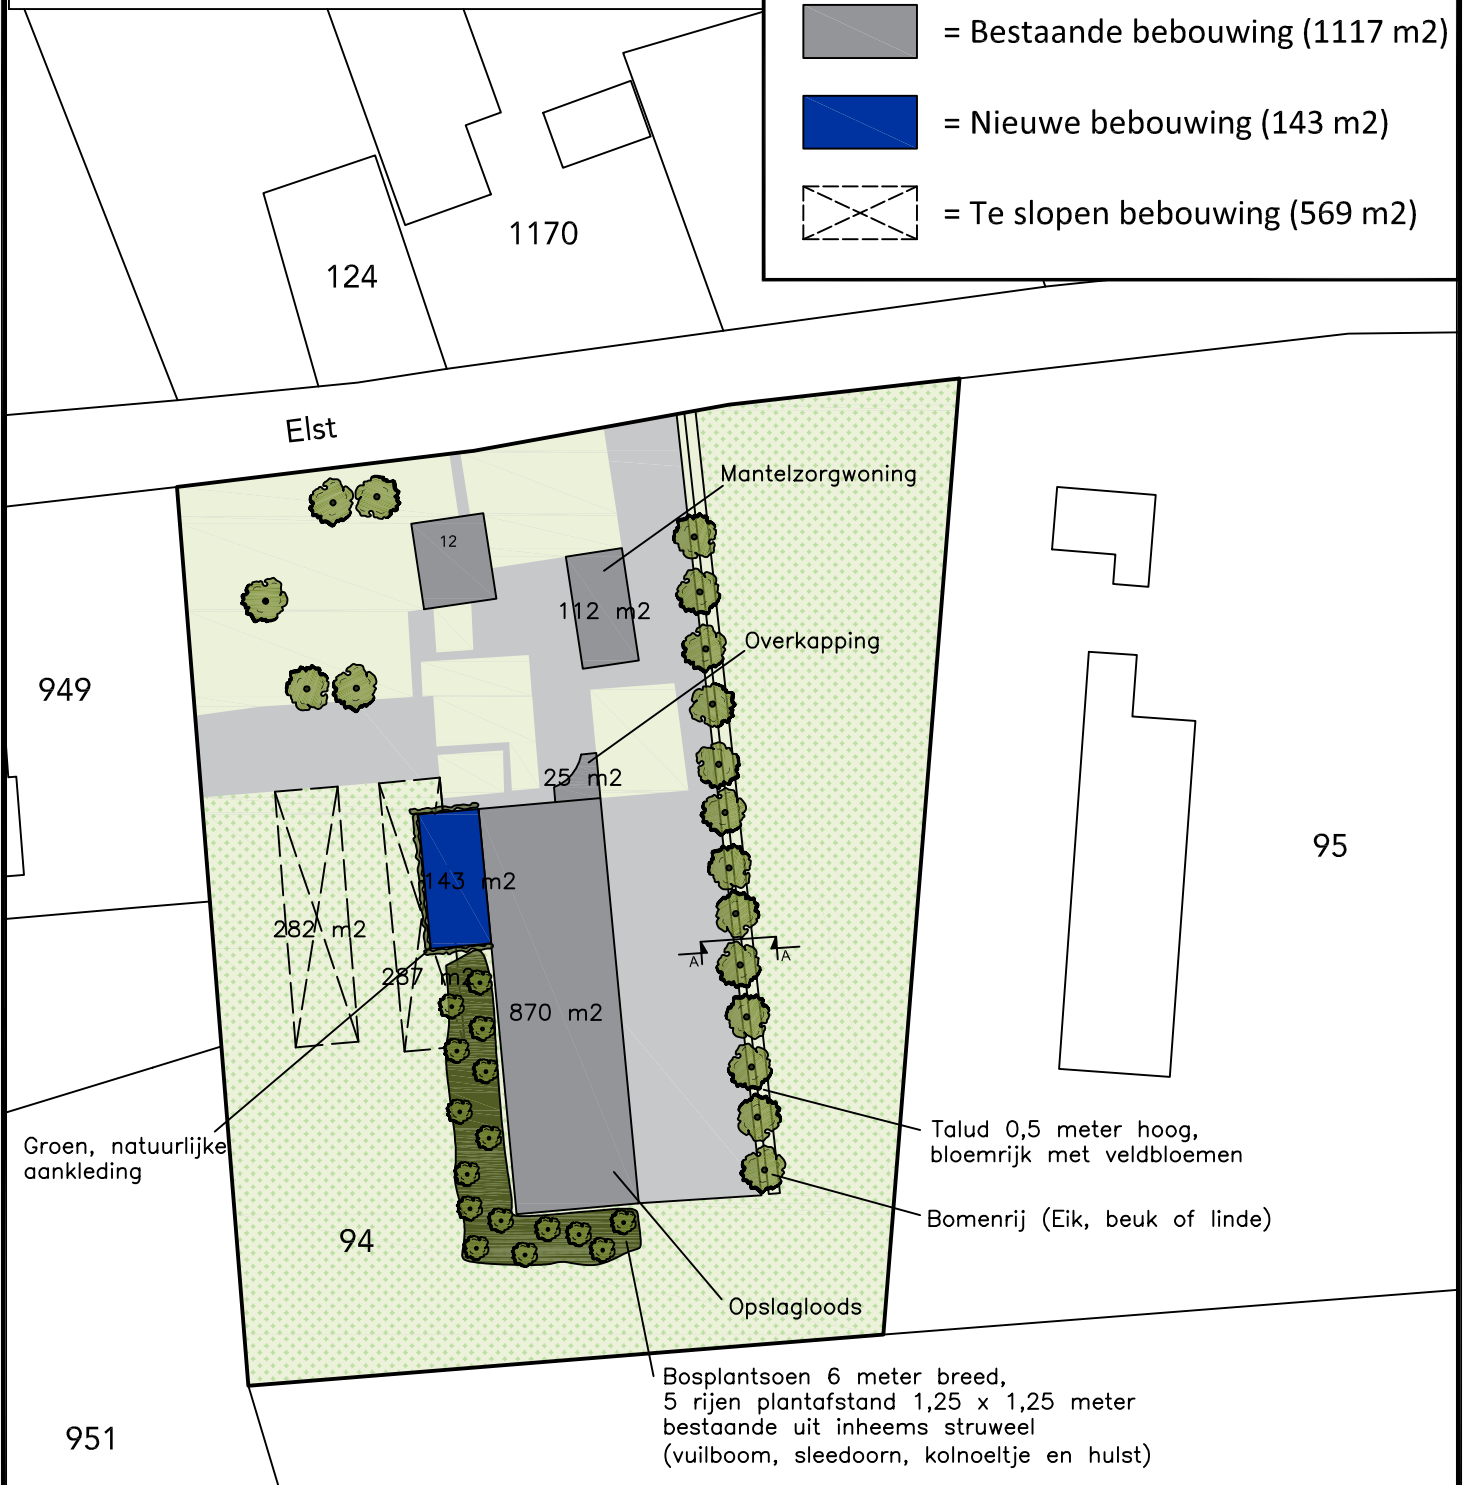 = Bestaande bebouwing (1117 m2)
= Nieuwe bebouwing (143 m2)
= Te slopen bebouwing (569 m2)
1170
124
Elst
Mantelzorgwoning
12
112 m2
Overkapping
949
25 m2
95
143 m2
282 m2
A
A
287 m2
870 m2
Talud 0,5 meter hoog,
bloemrijk met veldbloemen
Groen, natuurlijke
aankleding
Bomenrij (Eik, beuk of linde)
94
Opslagloods
Bosplantsoen 6 meter breed,
5 rijen plantafstand 1,25 x 1,25 meter
bestaande uit inheems struweel
(vuilboom, sleedoorn, kolnoeltje en hulst)
951